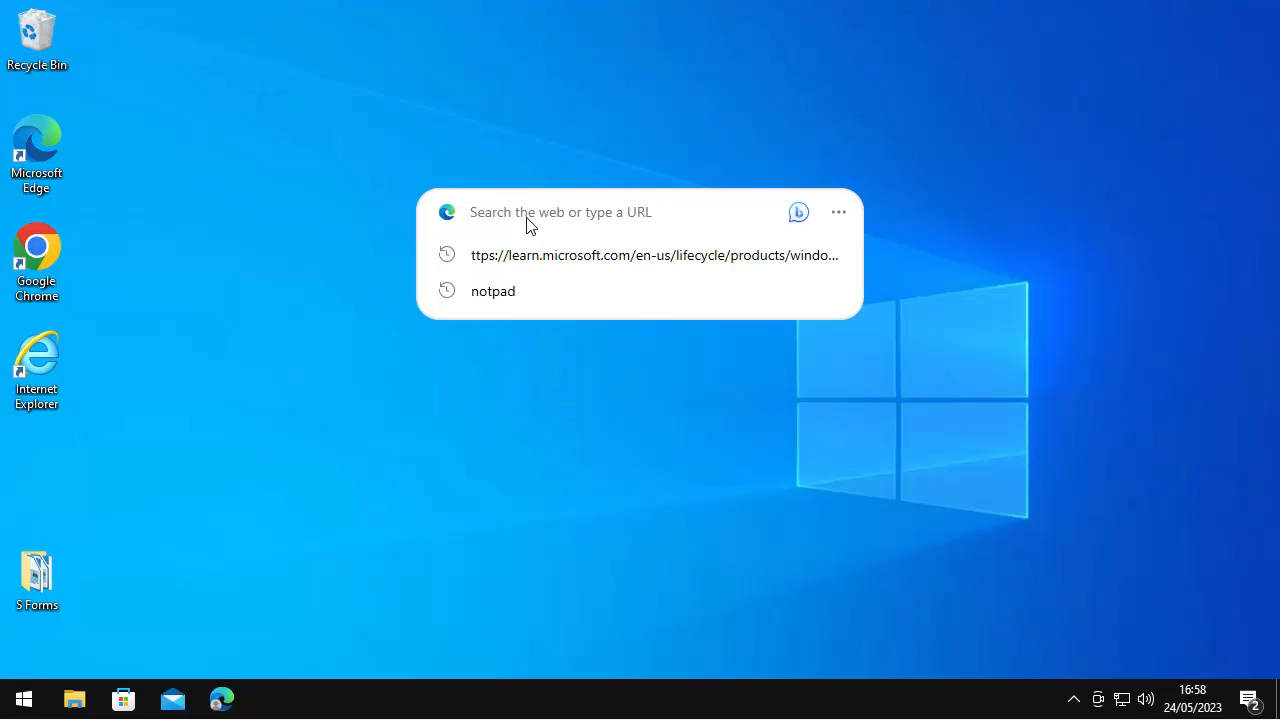 Recycle Bin
Microsoft
Edge
Google
Chrome
Internet
Explorer
S Forms
Search the web or type a URL
ttps://learn.microsoft.com/en-us/lifecycle/products/windo...
notpad
16:58
24/05/2023
2